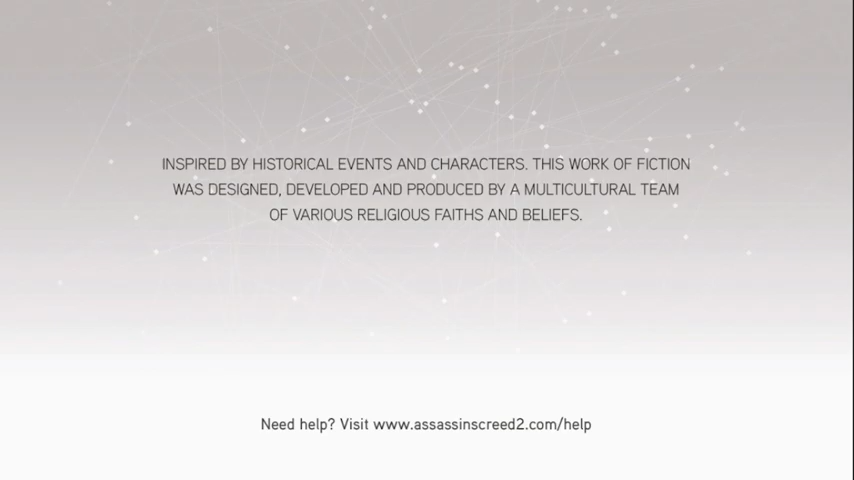 INSPIRED BY HISTORICAL EVENTS AND CHARACTERS. THIS WORK OF FICTION
WAS DESIGNED, DEVELOPED AND PRODUCED BY A MULTICULTURAL TEAM
OF VARIOUS RELIGIOUS FAITHS AND BELIEFS.
Need help? Visit www.assassinscreed2.com/help